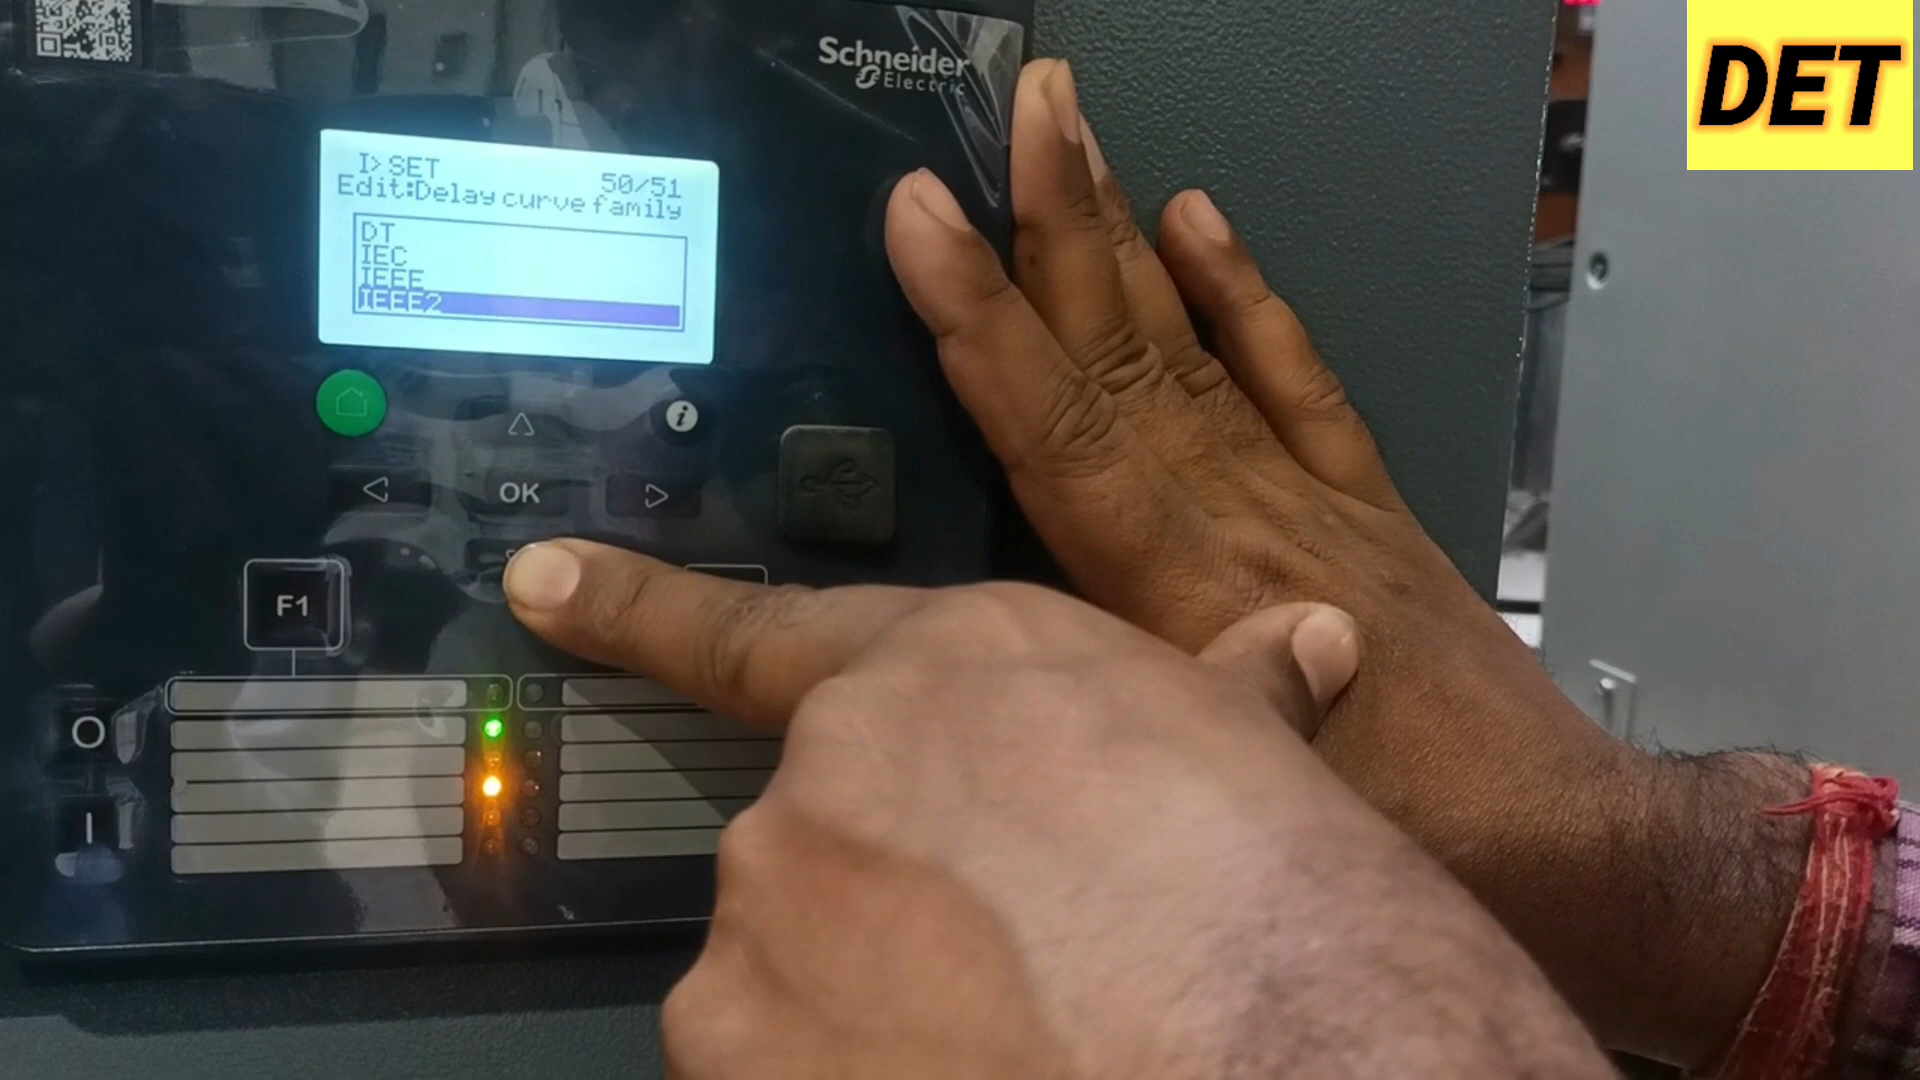 Schneider
Electric
DET
I> SET
50/51
Edit:Delay curve family
DT
IEC
IEEE
IEEE2
i
OK
F1
O
I